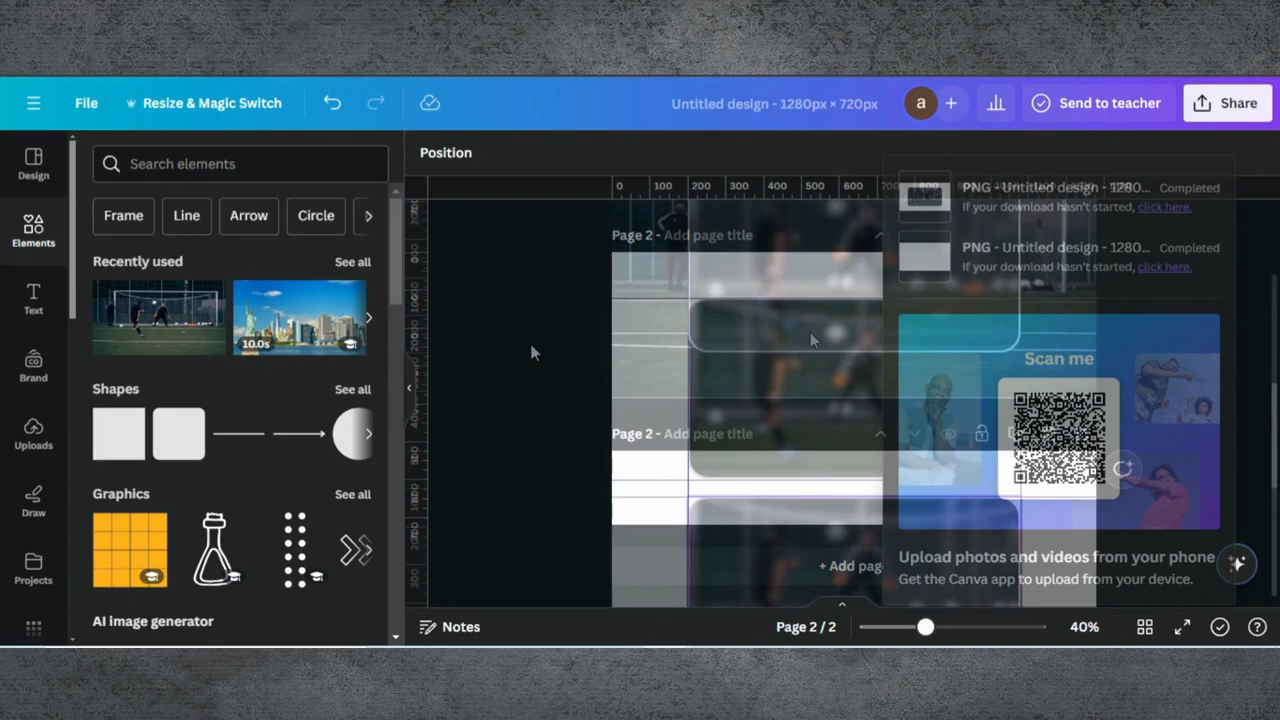 File
Resize & Magic Switch
Untitled design - 1280px × 720px
a
Send to teacher
Share
Design
Elements
Text
Brand
Uploads
Draw
Projects
Search elements
Frame
Line
Arrow
Circle
Recently used
See all
10.0s
Shapes
See all
Graphics
See all
AI image generator
Position
0 100 200 300 400 500 600 700 800
Page 2 - Add page title
Page 2 - Add page title
+ Add pag
PNG - Untitled design - 1280... Completed
If your download hasn't started, click here.
PNG - Untitled design - 1280... Completed
If your download hasn't started, click here.
Scan me
Upload photos and videos from your phone
Get the Canva app to upload from your device.
Notes
Page 2 / 2
40%